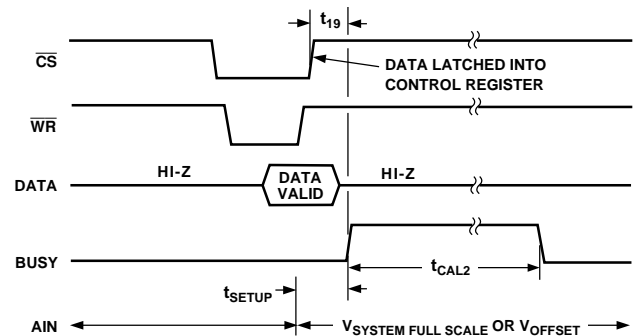 t19
CS
DATA LATCHED INTO
CONTROL REGISTER
WR
HI-Z
DATA
VALID
HI-Z
DATA
BUSY
tCAL2
tSETUP
AIN
VSYSTEM FULL SCALE OR VOFFSET